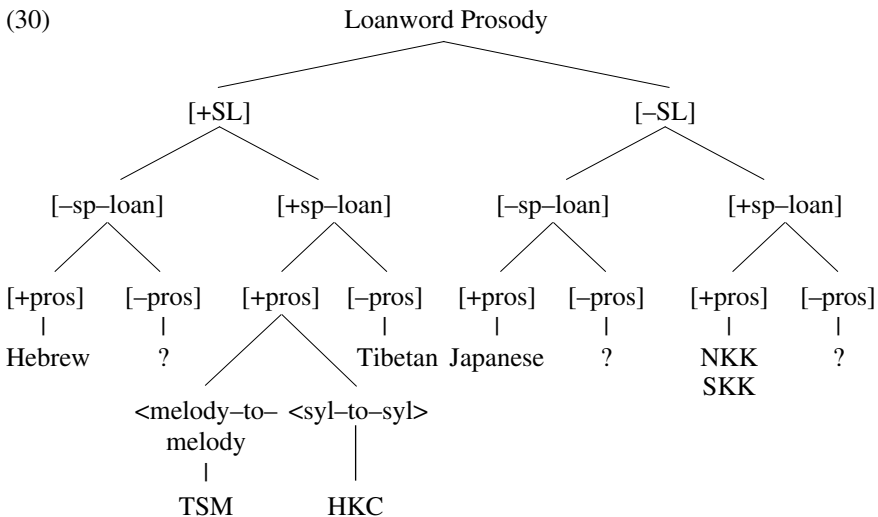 (30) Loanword Prosody
[+SL] [–SL]
[–sp–loan] [+sp–loan] [–sp–loan] [+sp–loan]
[+pros] [–pros] [+pros] [–pros] [+pros] [–pros] [+pros] [–pros]
Hebrew ? Tibetan Japanese ? NKK ?
SKK
<melody–to– <syl–to–syl>
melody
TSM HKC